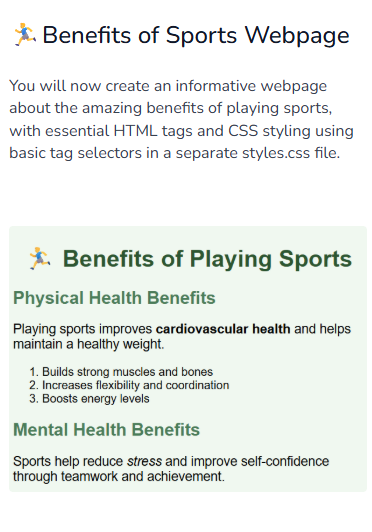 🏃‍♂️ Benefits of Sports Webpage
You will now create an informative webpage
about the amazing benefits of playing sports,
with essential HTML tags and CSS styling using
basic tag selectors in a separate styles.css file.
🏃‍♂️ Benefits of Playing Sports
Physical Health Benefits
Playing sports improves cardiovascular health and helps
maintain a healthy weight.
1. Builds strong muscles and bones
2. Increases flexibility and coordination
3. Boosts energy levels
Mental Health Benefits
Sports help reduce stress and improve self-confidence
through teamwork and achievement.